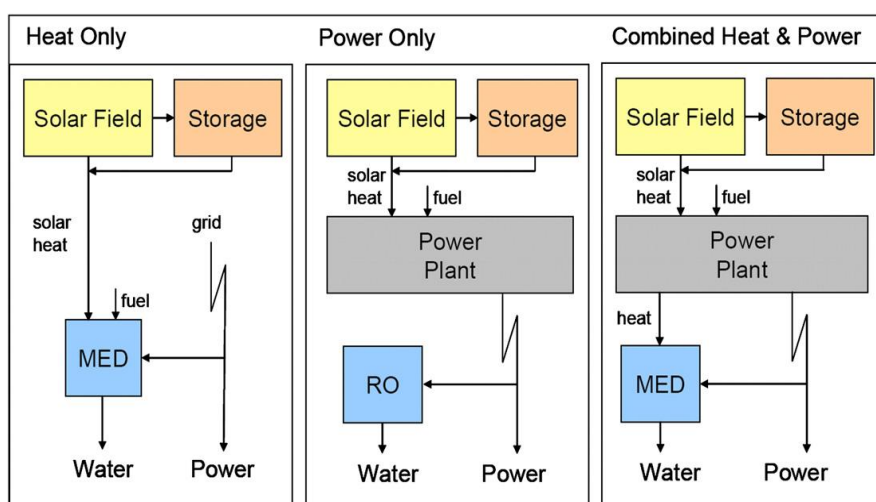 Heat Only
Solar Field
Storage
solar
heat
grid
fuel
MED
Water
Power
Power Only
Solar Field
Storage
solar
heat
fuel
Power
Plant
RO
Water
Power
Combined Heat & Power
Solar Field
Storage
solar
heat
fuel
Power
Plant
heat
MED
Water
Power